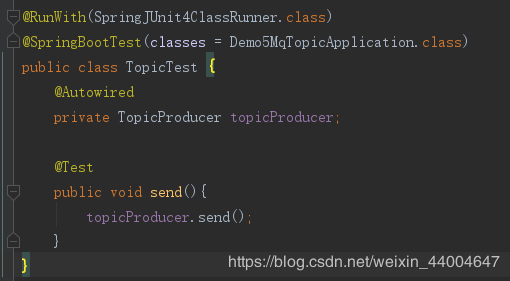 @RunWith(SpringJUnit4ClassRunner.class)
@SpringBootTest(classes = Demo5MqTopicApplication.class)
public class TopicTest {
@Autowired
private TopicProducer topicProducer;
@Test
public void send(){
topicProducer.send();
}
}
https://blog.csdn.net/weixin_44004647